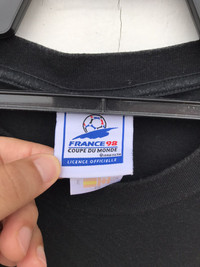 FRANCE 98
COUPE DU MONDE
LICENCE OFFICIELLE